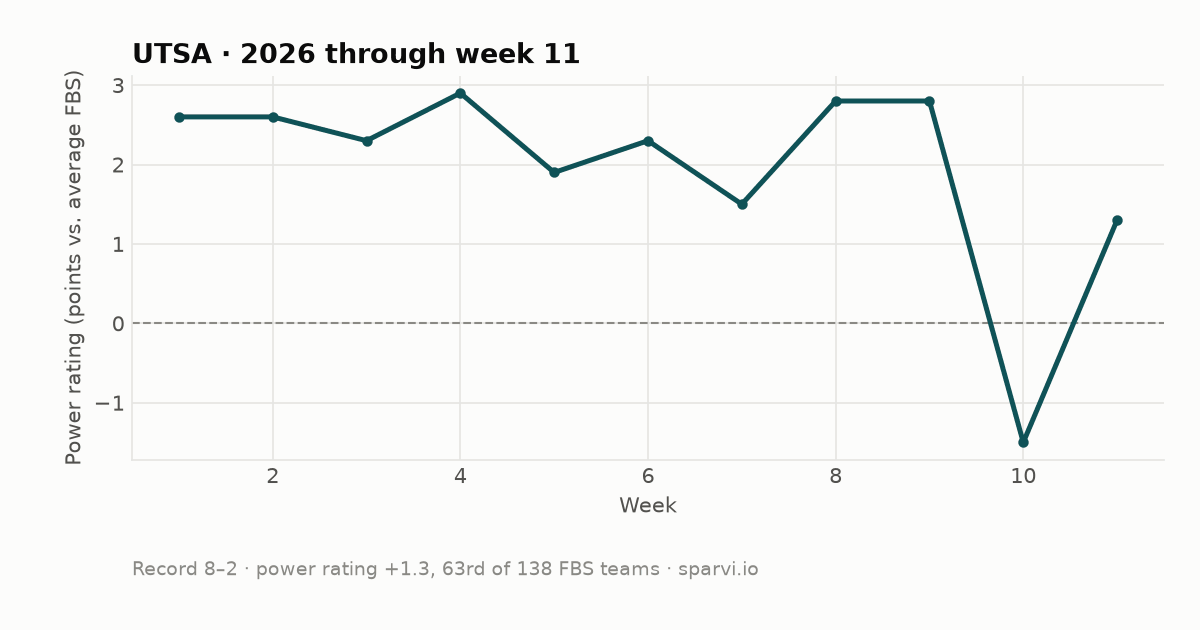 UTSA · 2026 through week 11
Power rating (points vs. average FBS)
3
2
1
0
−1
2 4 6 8 10
Week
Record 8–2 · power rating +1.3, 63rd of 138 FBS teams · sparvi.io